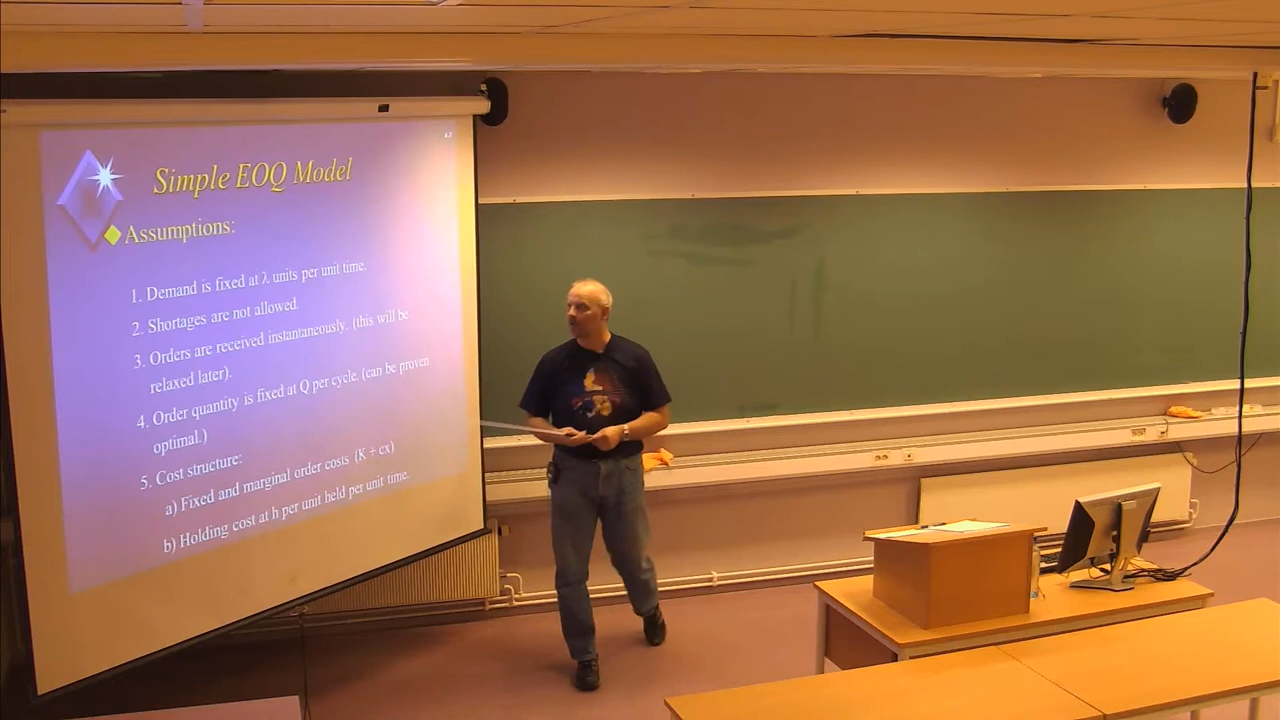 Simple EOQ Model
Assumptions:
1. Demand is fixed at λ units per unit time.
2. Shortages are not allowed.
3. Orders are received instantaneously. (this will be
relaxed later).
4. Order quantity is fixed at Q per cycle. (can be proven
optimal.)
5. Cost structure:
a) Fixed and marginal order costs (K + cx)
b) Holding cost at h per unit held per unit time.